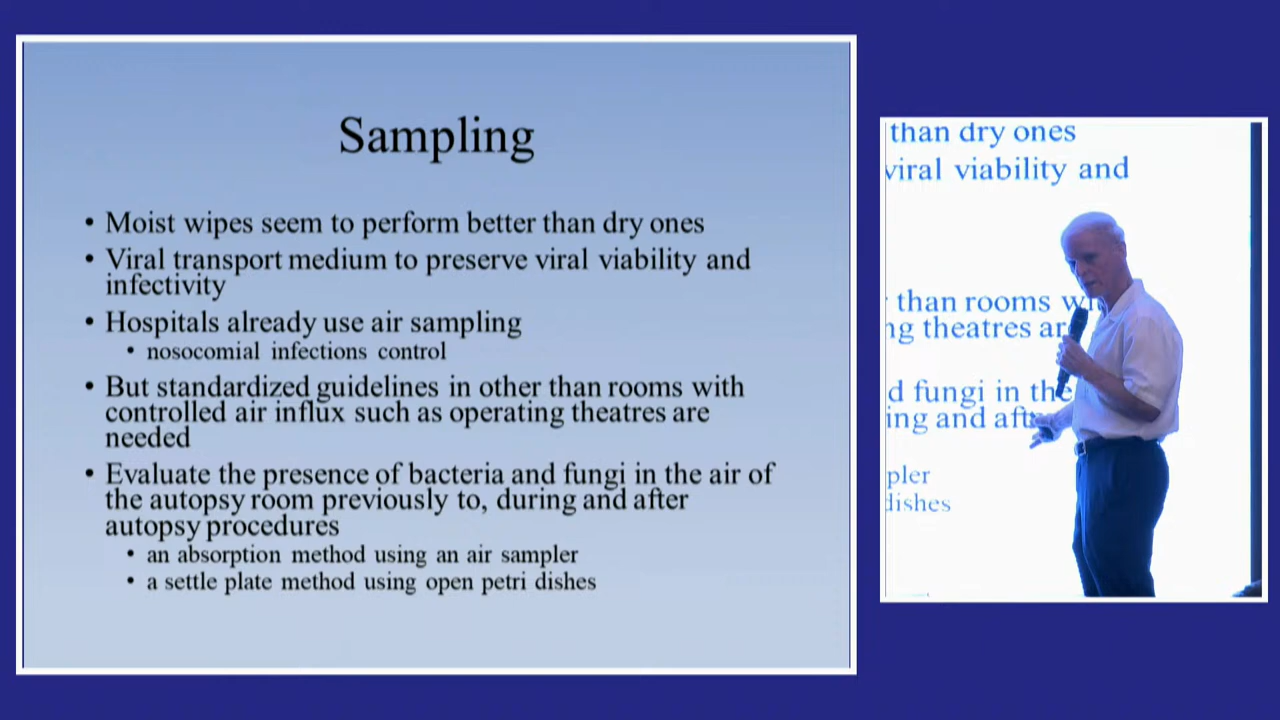 Sampling
• Moist wipes seem to perform better than dry ones
• Viral transport medium to preserve viral viability and
infectivity
• Hospitals already use air sampling
• nosocomial infections control
• But standardized guidelines in other than rooms with
controlled air influx such as operating theatres are
needed
• Evaluate the presence of bacteria and fungi in the air of
the autopsy room previously to, during and after
autopsy procedures
• an absorption method using an air sampler
• a settle plate method using open petri dishes
than dry ones
viral viability and
than rooms w
ng theatres are
d fungi in the
ing and aft
pler
dishes